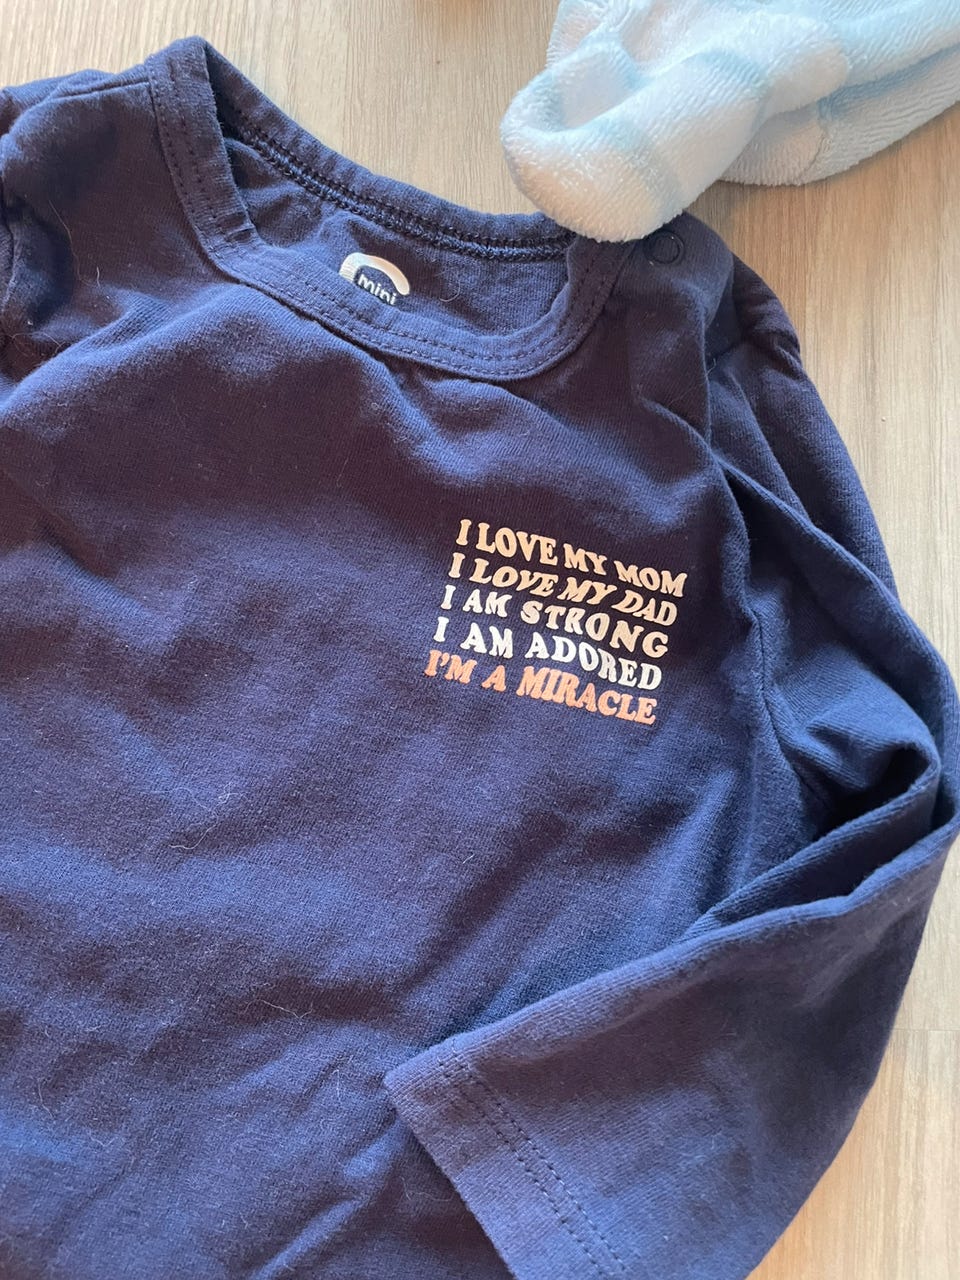 mini
I LOVE MY MOM
I LOVE MY DAD
I AM STRONG
I AM ADORED
I'M A MIRACLE